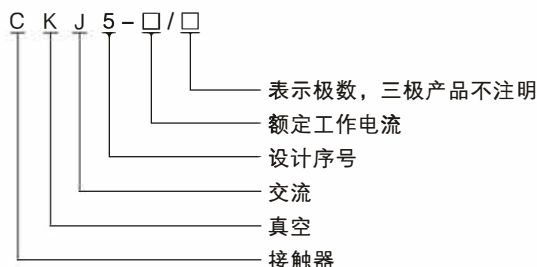 CKJ5-□/□
表示极数，三极产品不注明
额定工作电流
设计序号
交流
真空
接触器